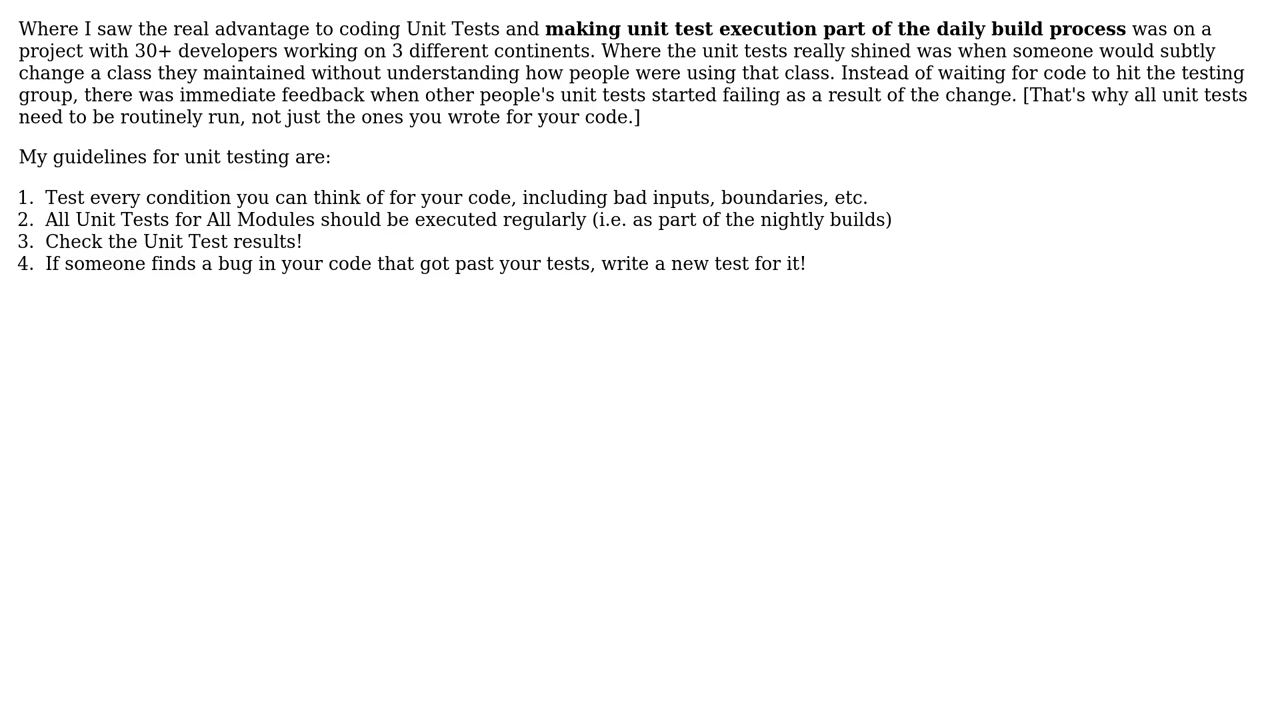 Where I saw the real advantage to coding Unit Tests and making unit test execution part of the daily build process was on a
project with 30+ developers working on 3 different continents. Where the unit tests really shined was when someone would subtly
change a class they maintained without understanding how people were using that class. Instead of waiting for code to hit the testing
group, there was immediate feedback when other people's unit tests started failing as a result of the change. [That's why all unit tests
need to be routinely run, not just the ones you wrote for your code.]
My guidelines for unit testing are:
1. Test every condition you can think of for your code, including bad inputs, boundaries, etc.
2. All Unit Tests for All Modules should be executed regularly (i.e. as part of the nightly builds)
3. Check the Unit Test results!
4. If someone finds a bug in your code that got past your tests, write a new test for it!